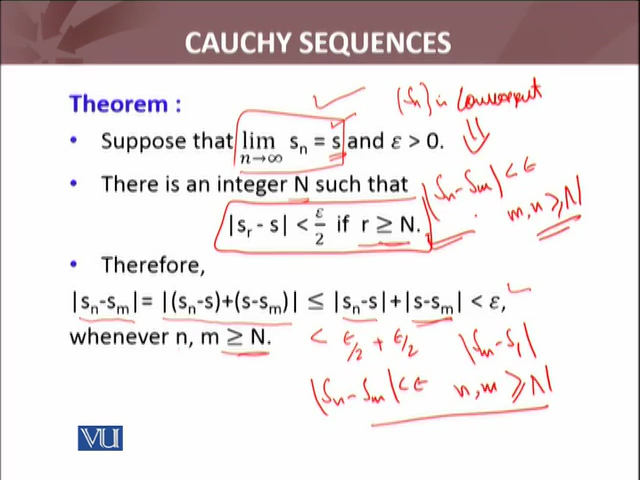 CAUCHY SEQUENCES
Theorem :
{Sn} is convergent
• Suppose that lim n→∞ sn = s and ε > 0.
⇓
• There is an integer N such that
|Sn-Sm| < ε
m, n ≥ N
|sr - s| < ε/2 if r ≥ N.
• Therefore,
|sn-sm|= |(sn-s)+(s-sm)| ≤ |sn-s|+|s-sm| < ε,
whenever n, m ≥ N.
< ε/2 + ε/2
|Sm-S|
|Sn - Sm| < ε n, m ≥ N
VU